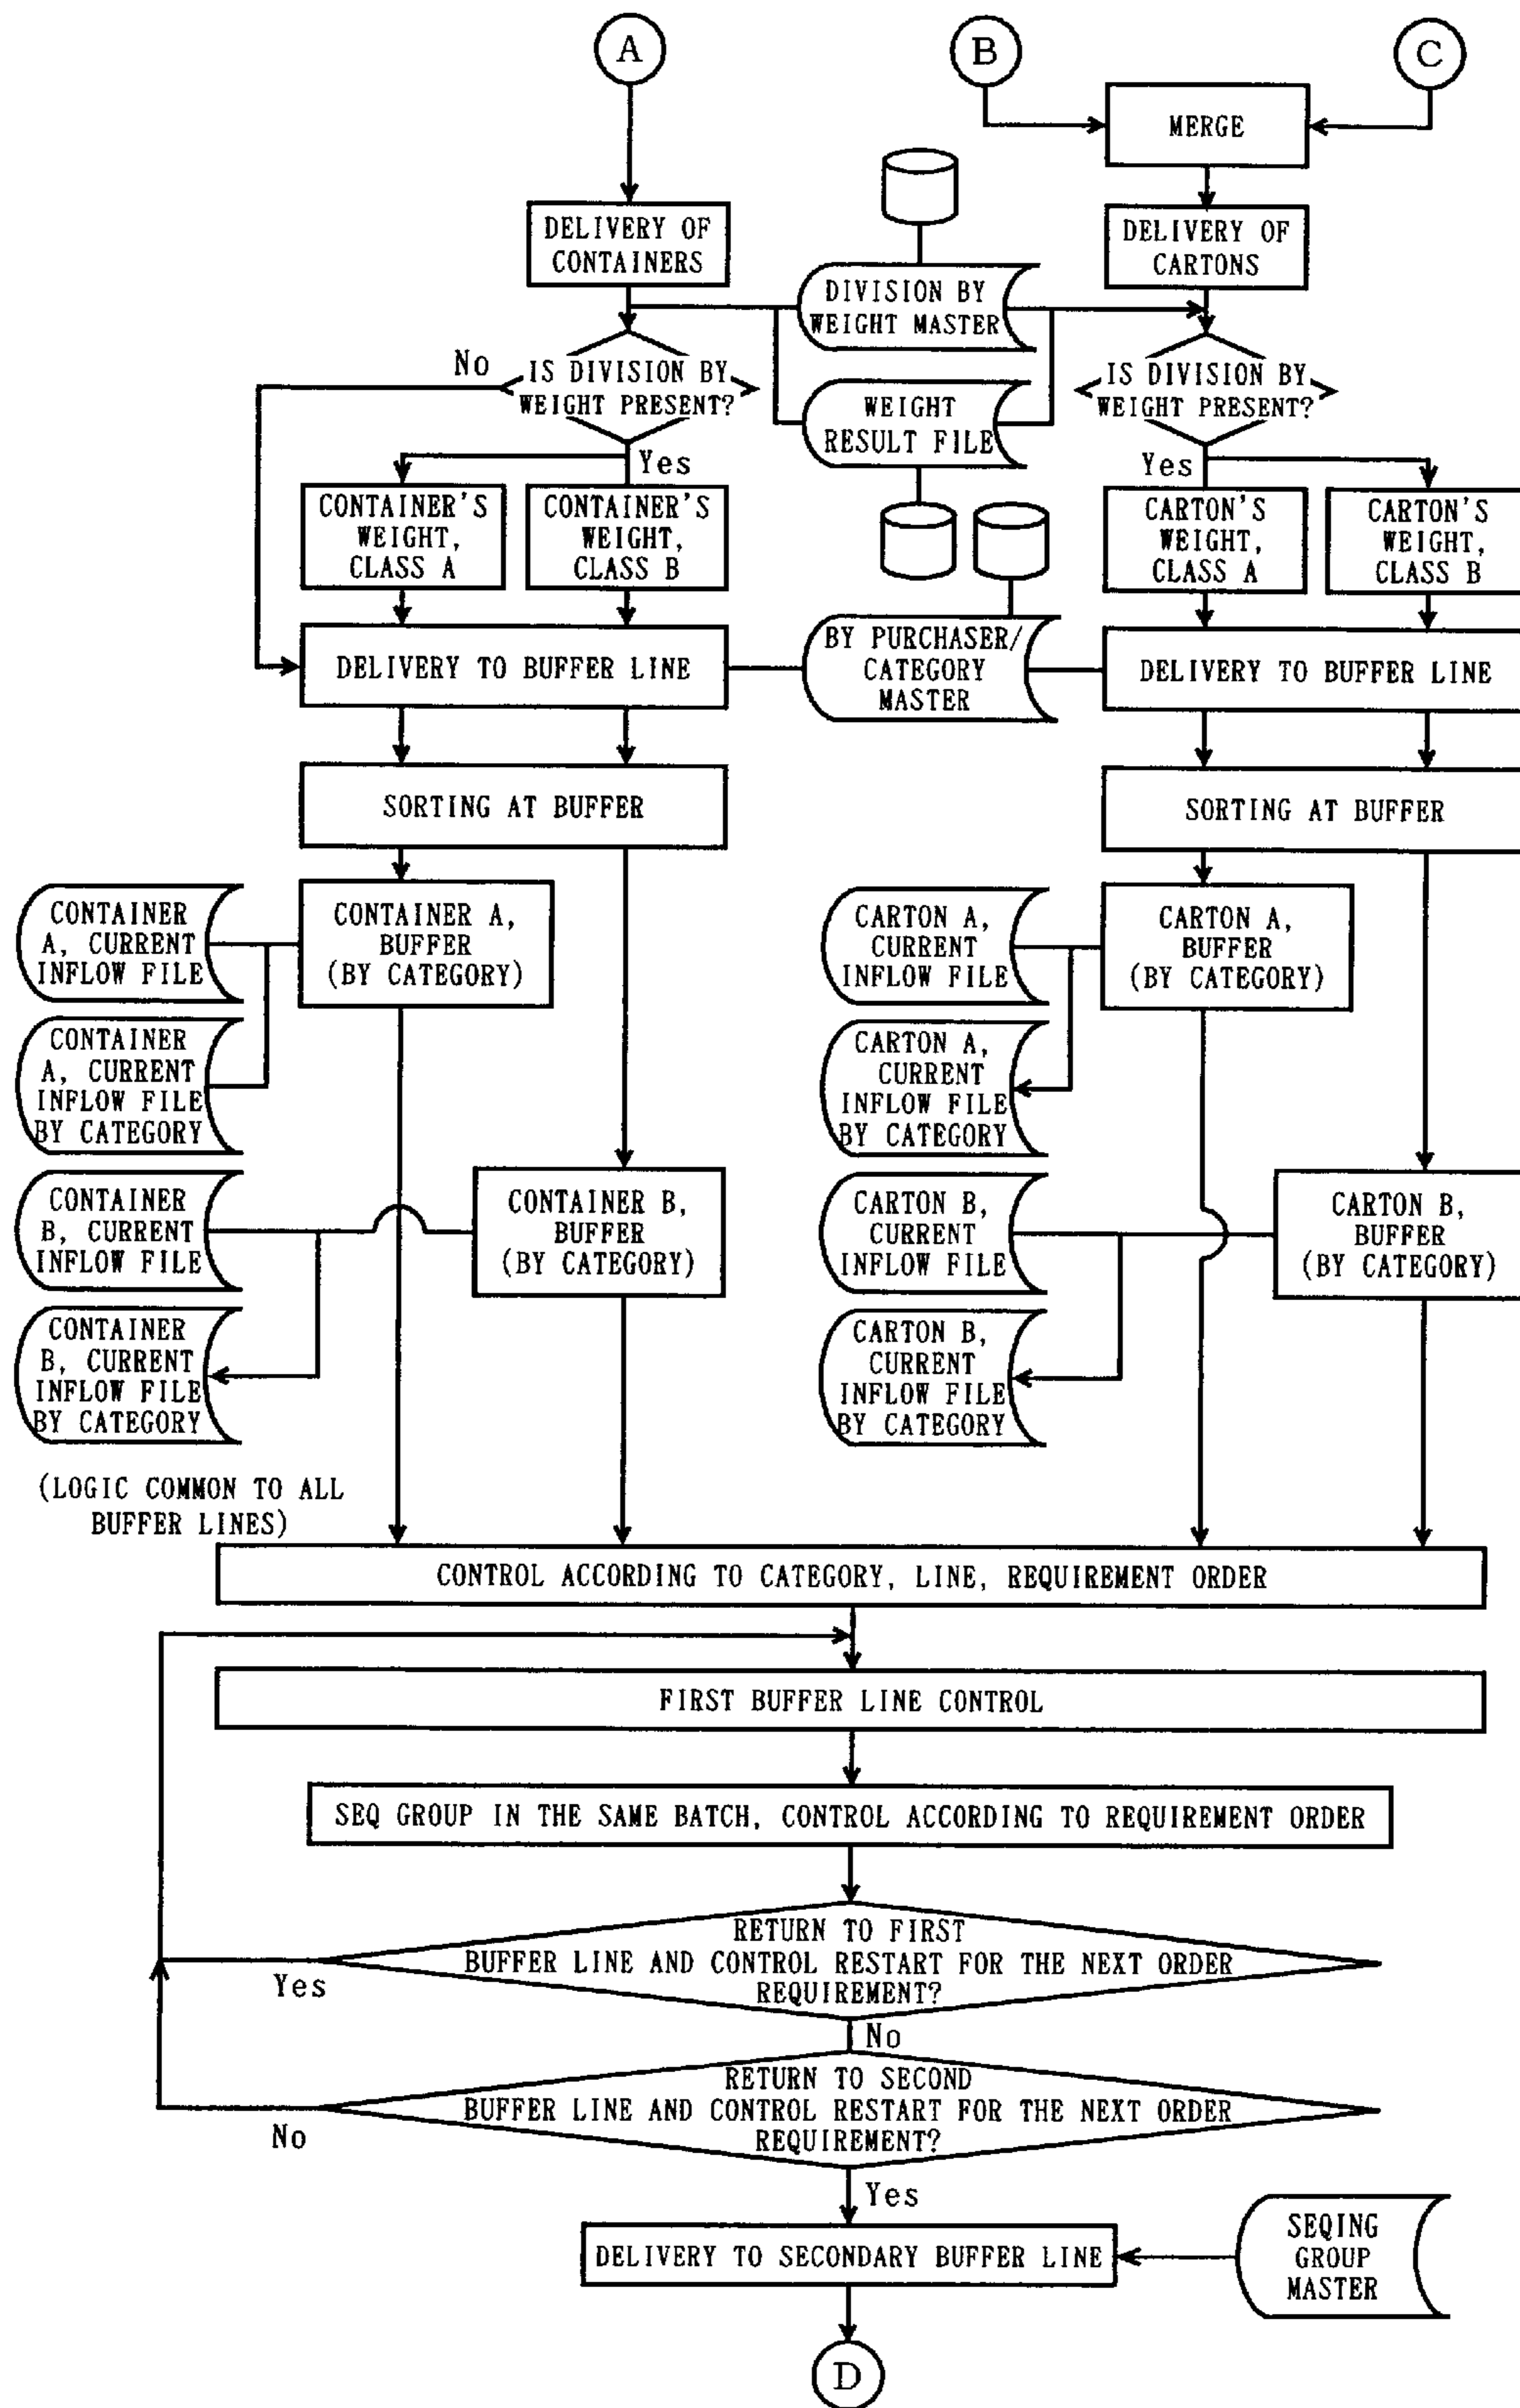 A
B
C
MERGE
DELIVERY OF
CONTAINERS
DELIVERY OF
CARTONS
DIVISION BY
WEIGHT MASTER
No
IS DIVISION BY
WEIGHT PRESENT?
WEIGHT
RESULT FILE
IS DIVISION BY
WEIGHT PRESENT?
Yes
Yes
CONTAINER'S
WEIGHT,
CLASS A
CONTAINER'S
WEIGHT,
CLASS B
CARTON'S
WEIGHT,
CLASS A
CARTON'S
WEIGHT,
CLASS B
DELIVERY TO BUFFER LINE
BY PURCHASER/
CATEGORY
MASTER
DELIVERY TO BUFFER LINE
SORTING AT BUFFER
SORTING AT BUFFER
CONTAINER
A, CURRENT
INFLOW FILE
CONTAINER A,
BUFFER
(BY CATEGORY)
CARTON A,
CURRENT
INFLOW FILE
CARTON A,
BUFFER
(BY CATEGORY)
CONTAINER
A, CURRENT
INFLOW FILE
BY CATEGORY
CARTON A,
CURRENT
INFLOW FILE
BY CATEGORY
CONTAINER
B, CURRENT
INFLOW FILE
CONTAINER B,
BUFFER
(BY CATEGORY)
CARTON B,
CURRENT
INFLOW FILE
CARTON B,
BUFFER
(BY CATEGORY)
CONTAINER
B, CURRENT
INFLOW FILE
BY CATEGORY
CARTON B,
CURRENT
INFLOW FILE
BY CATEGORY
(LOGIC COMMON TO ALL
BUFFER LINES)
CONTROL ACCORDING TO CATEGORY, LINE, REQUIREMENT ORDER
FIRST BUFFER LINE CONTROL
SEQ GROUP IN THE SAME BATCH, CONTROL ACCORDING TO REQUIREMENT ORDER
RETURN TO FIRST
BUFFER LINE AND CONTROL RESTART FOR THE NEXT ORDER
REQUIREMENT?
Yes
No
RETURN TO SECOND
BUFFER LINE AND CONTROL RESTART FOR THE NEXT ORDER
REQUIREMENT?
No
Yes
DELIVERY TO SECONDARY BUFFER LINE
SEQING
GROUP
MASTER
D